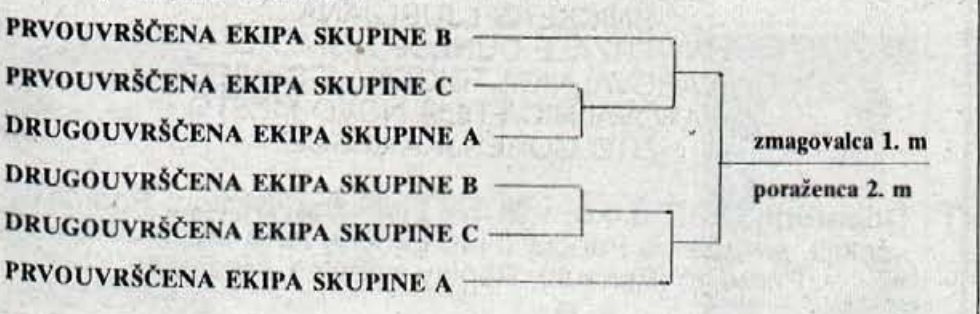 PRVOUVRŠČENA EKIPA SKUPINE B
PRVOUVRŠČENA EKIPA SKUPINE C
DRUGOUVRŠČENA EKIPA SKUPINE A
DRUGOUVRŠČENA EKIPA SKUPINE B
DRUGOUVRŠČENA EKIPA SKUPINE C
PRVOUVRŠČENA EKIPA SKUPINE A
zmagovalca 1. m
poraženca 2. m